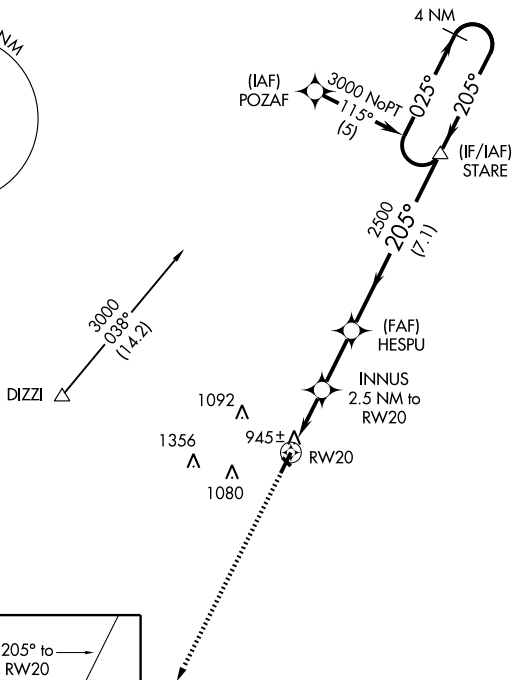 NM
4 NM
(IAF)
POZAF
3000 NoPT
115°
(5)
025°
205°
(IF/IAF)
STARE
2500
205°
(7.1)
3000
038°
(14.2)
DIZZI
(FAF)
HESPU
INNUS
2.5 NM to
RW20
1092
1356
945±
1080
RW20
205° to
RW20